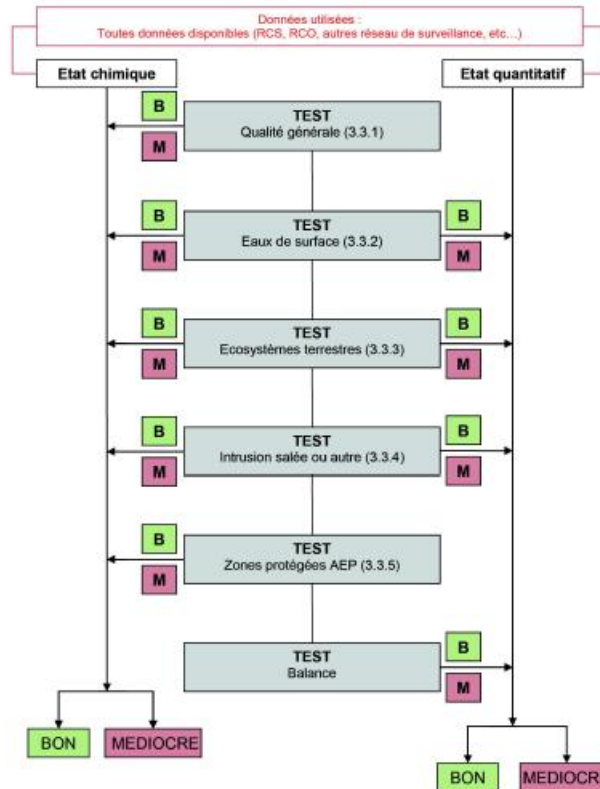 Données utilisées :
Toutes données disponibles (RCS, RCO, autres réseau de surveillance, etc…)
Etat chimique
Etat quantitatif
B
TEST
Qualité générale (3.3.1)
M
B
TEST
B
Eaux de surface (3.3.2)
M
M
B
TEST
B
Ecosystèmes terrestres (3.3.3)
M
M
B
TEST
B
Intrusion salée ou autre (3.3.4)
M
M
B
TEST
Zones protégées AEP (3.3.5)
M
TEST
B
Balance
M
BON
MEDIOCRE
BON
MEDIOCRE